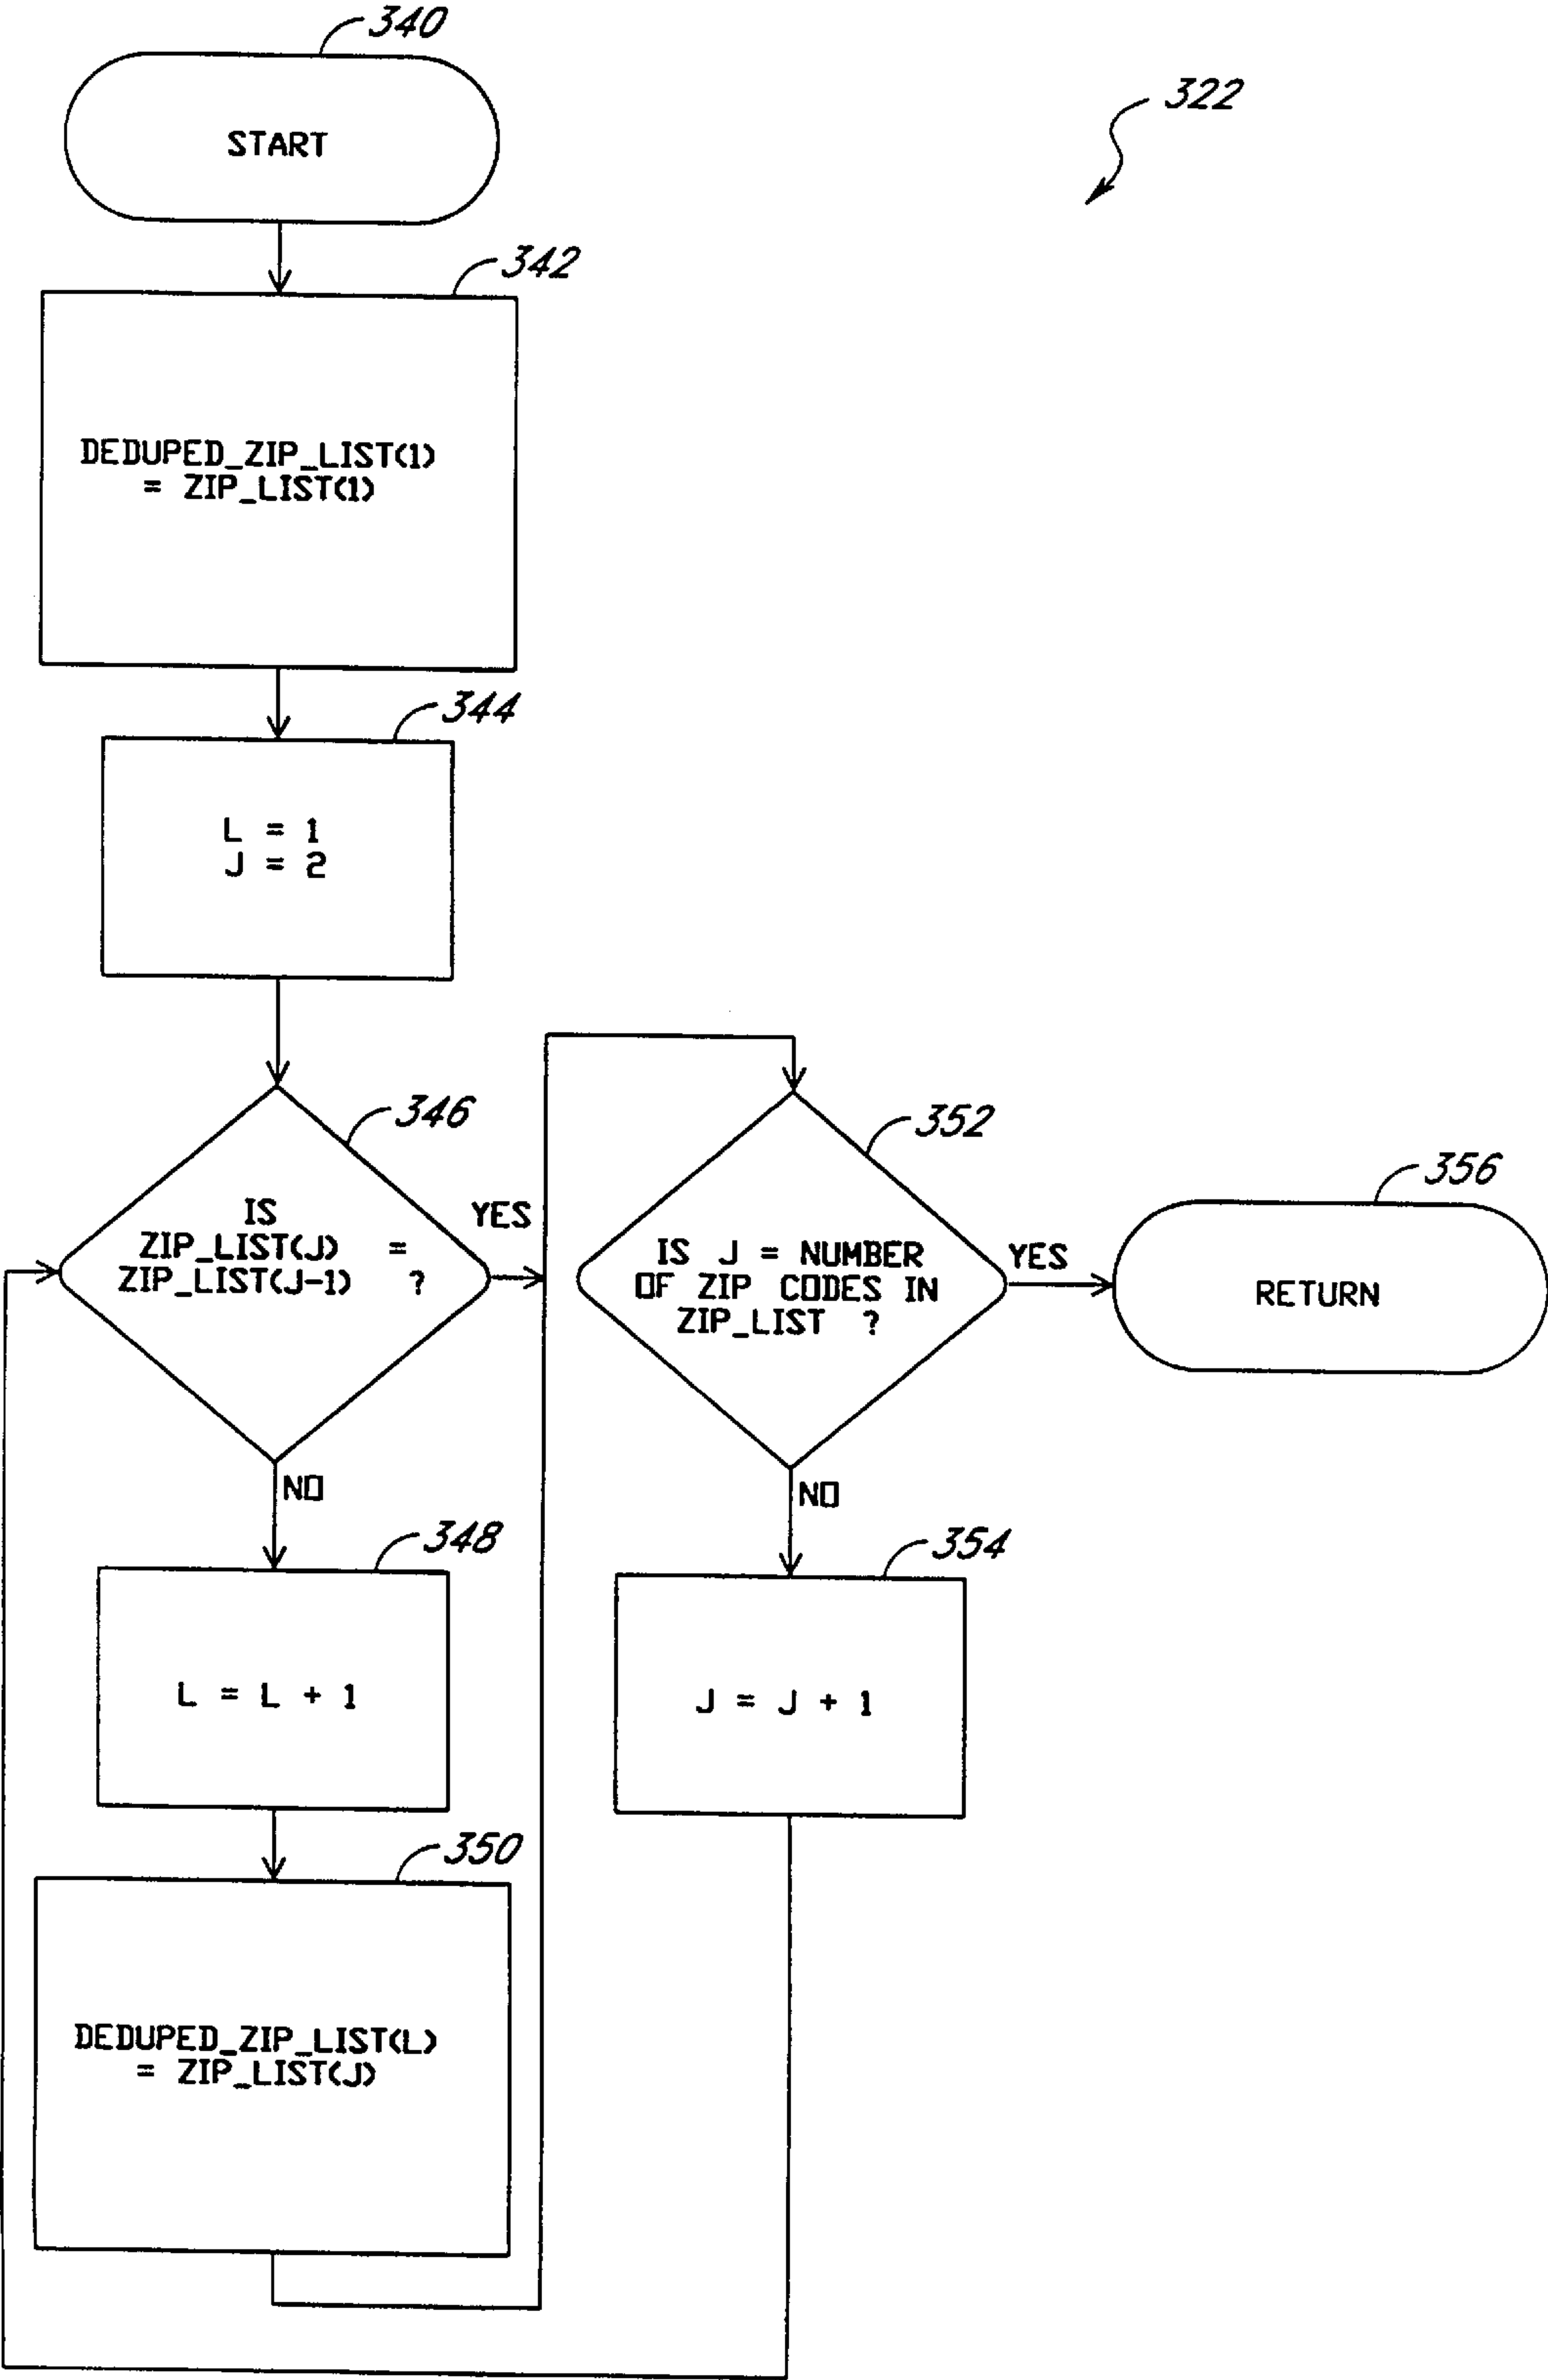 340
START
322
342
DEDUPED_ZIP_LIST(1)
= ZIP_LIST(1)
344
L = 1
J = 2
346
IS
ZIP_LIST(J) =
ZIP_LIST(J-1) ?
YES
NO
352
IS J = NUMBER
OF ZIP CODES IN
ZIP_LIST ?
YES
NO
356
RETURN
348
L = L + 1
354
J = J + 1
350
DEDUPED_ZIP_LIST(L)
= ZIP_LIST(J)